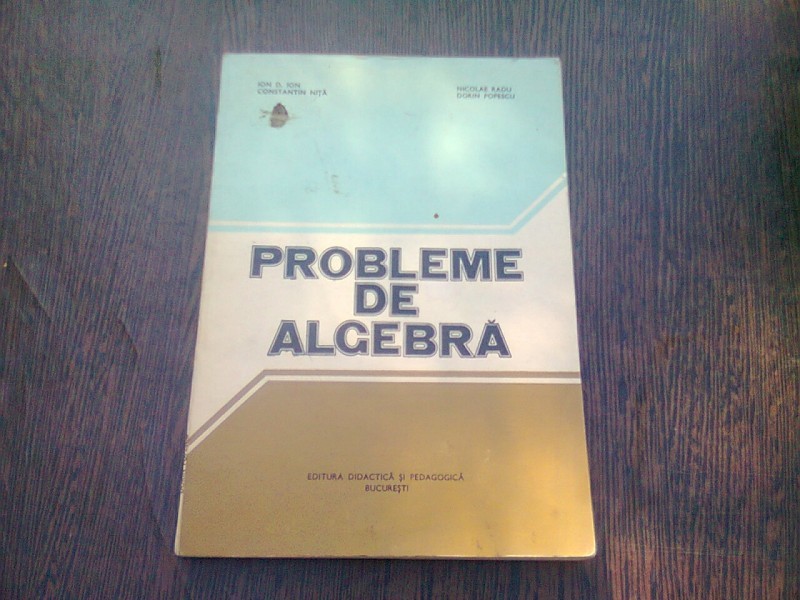 ION D. ION
CONSTANTIN NIȚĂ
NICOLAE RADU
DORIN POPESCU
PROBLEME
DE
ALGEBRĂ
EDITURA DIDACTICĂ ȘI PEDAGOGICĂ
BUCUREȘTI